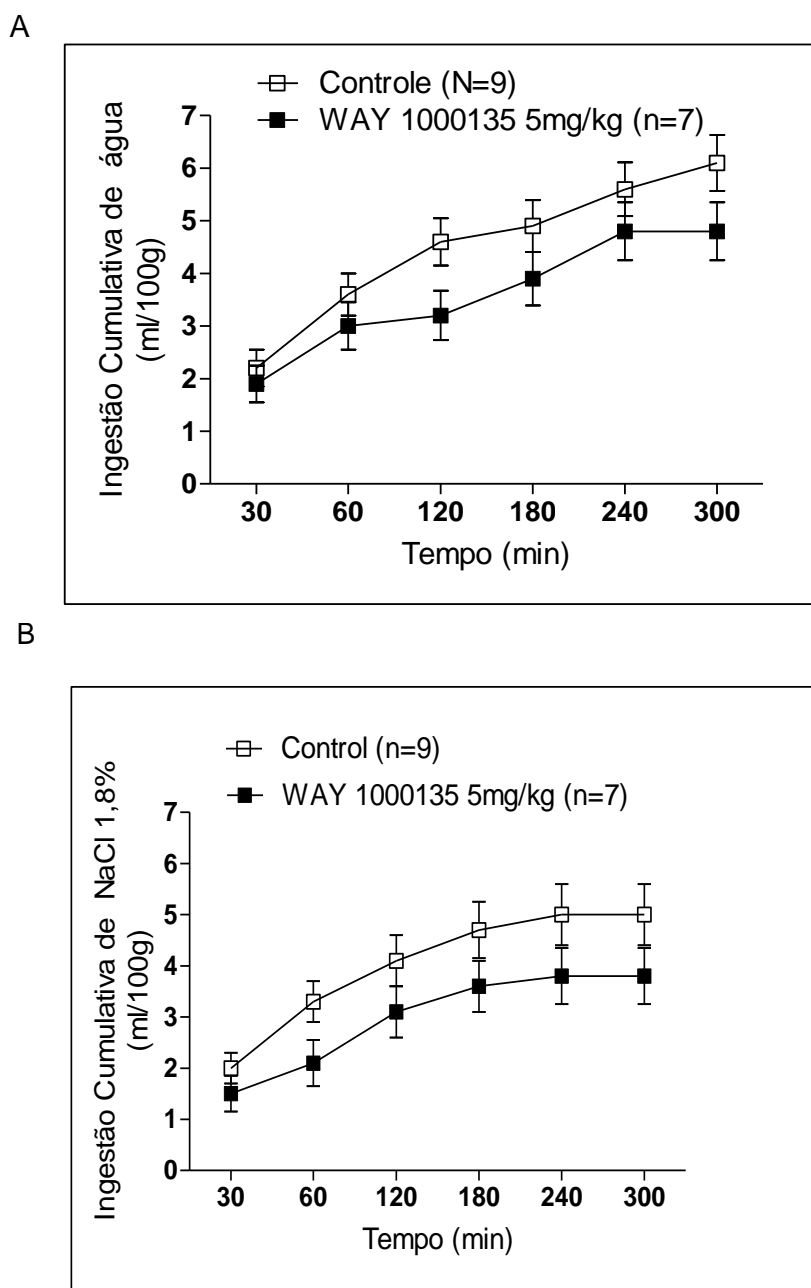 A
Controle (N=9)
WAY 1000135 5mg/kg (n=7)
Ingestão Cumulativa de água
(ml/100g)
7
6
5
4
3
2
1
0
30 60 120 180 240 300
Tempo (min)
B
Control (n=9)
WAY 1000135 5mg/kg (n=7)
Ingestão Cumulativa de NaCl 1,8%
(ml/100g)
7
6
5
4
3
2
1
0
30 60 120 180 240 300
Tempo (min)